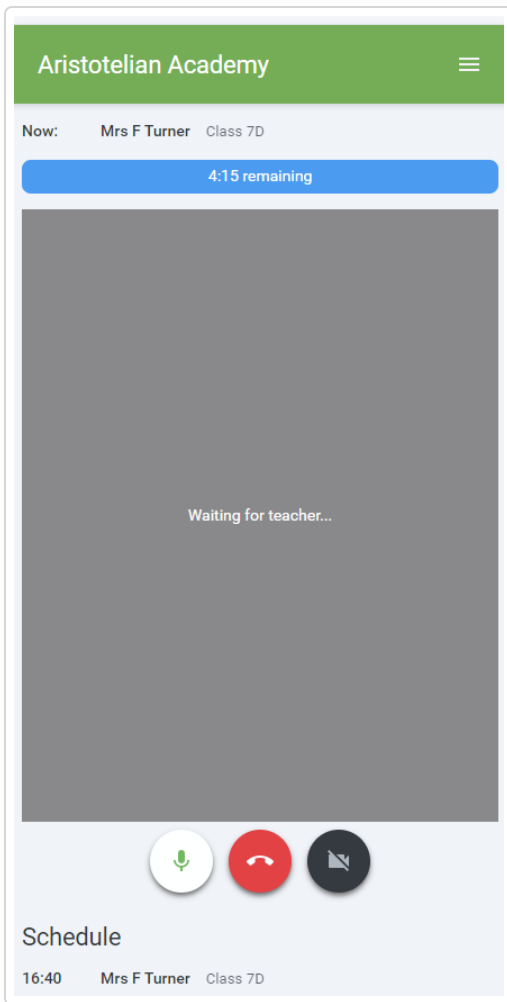 Aristotelian Academy
Now: Mrs F Turner Class 7D
4:15 remaining
Waiting for teacher...
Schedule
16:40 Mrs F Turner Class 7D